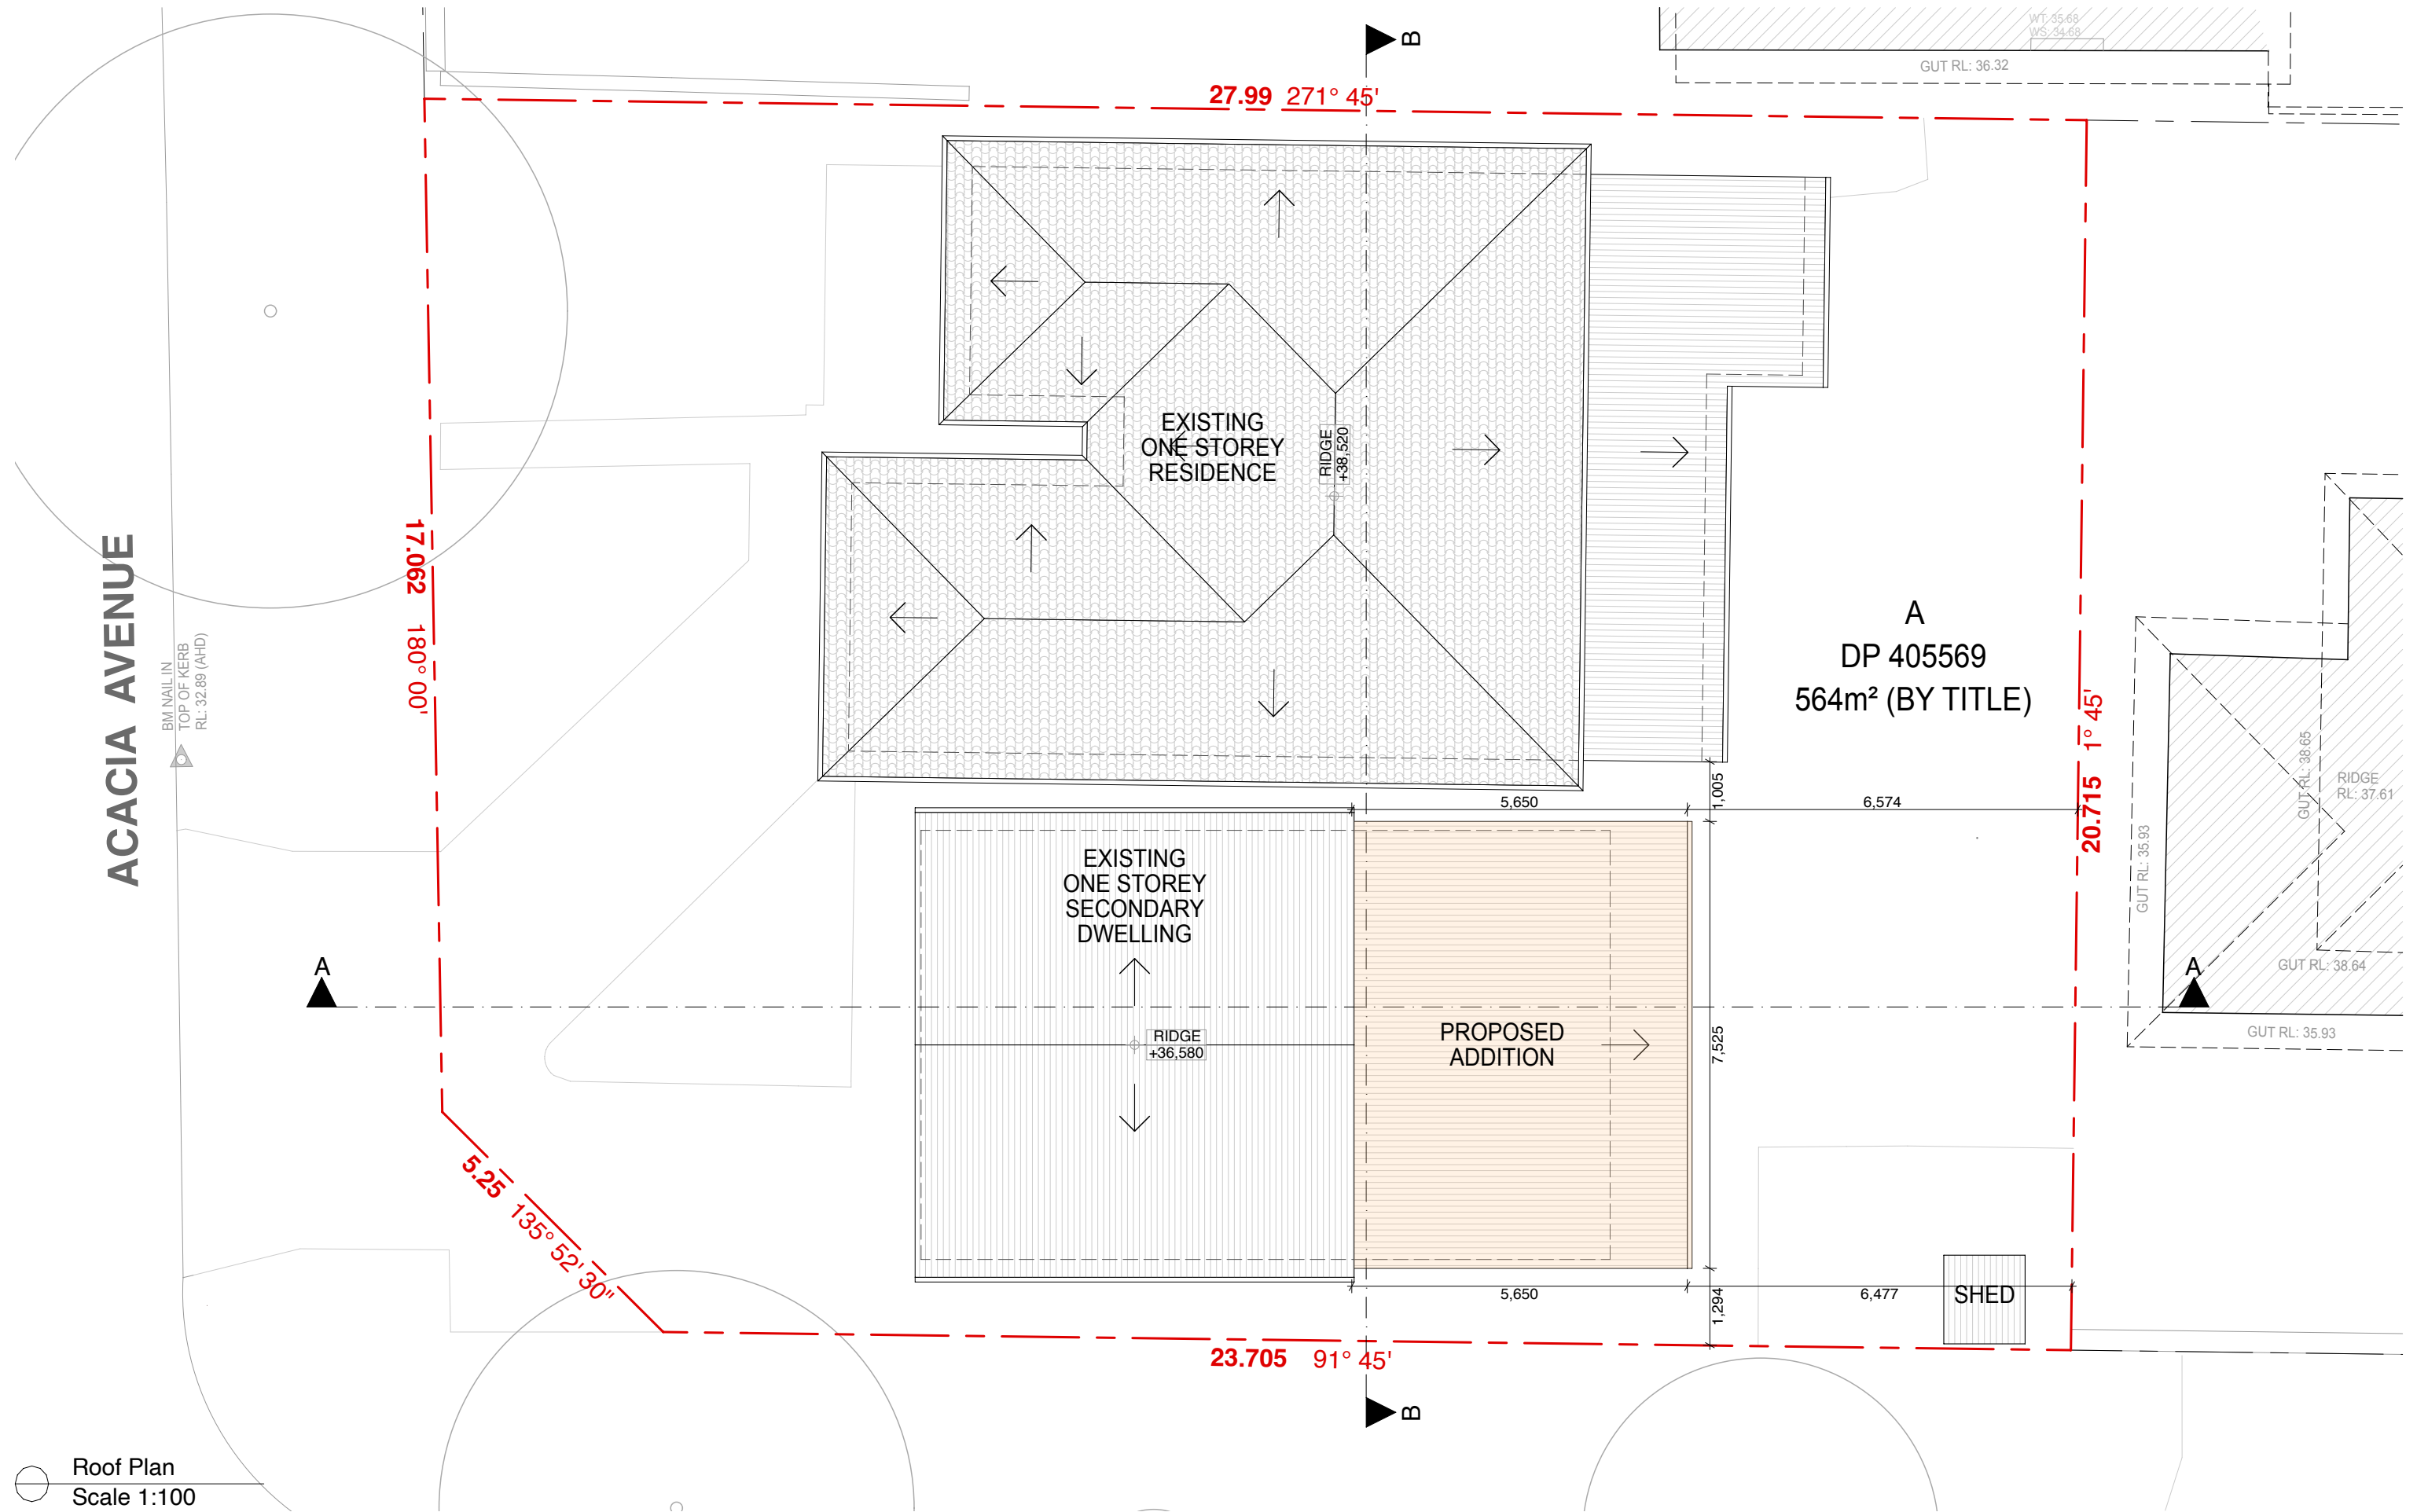 WT: 35.68
WS: 34.68
GUT RL: 36.32
B
27.99 271° 45'
EXISTING
ONE STOREY
RESIDENCE
RIDGE
+38,520
17.062 180° 00'
ACACIA AVENUE
BM NAIL IN
TOP OF KERB
RL: 32.89 (AHD)
A
DP 405569
564m² (BY TITLE)
20.715 1° 45'
GUT RL: 38.65
RIDGE
RL: 37.61
GUT RL: 35.93
5,650
1,005
6,574
EXISTING
ONE STOREY
SECONDARY
DWELLING
A
A
GUT RL: 38.64
GUT RL: 35.93
RIDGE
+36,580
PROPOSED
ADDITION
7,525
5.25 135° 52' 30"
5,650
1,294
6,477
SHED
23.705 91° 45'
B
Roof Plan
Scale 1:100